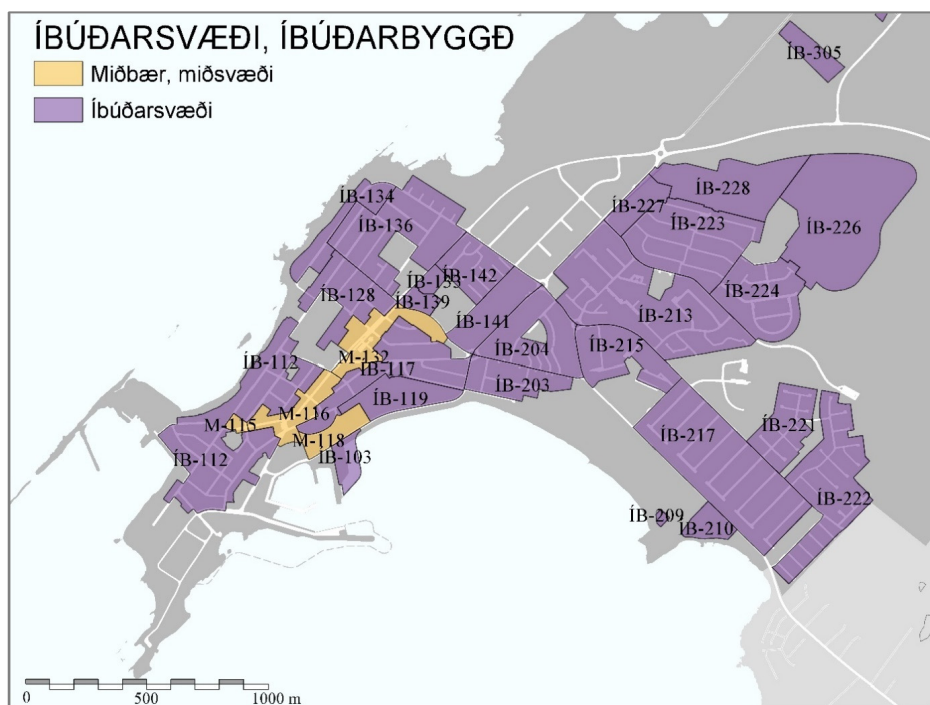 ÍBÚÐARSVÆÐI, ÍBÚÐARBYGGÐ
Miðbær, miðsvæði
Íbúðarsvæði
ÍB-305
ÍB-134
ÍB-228
ÍB-227
ÍB-223
ÍB-226
ÍB-136
ÍB-142
ÍB-133
ÍB-224
ÍB-128
ÍB-139
ÍB-213
ÍB-141
ÍB-204
ÍB-215
M-132
ÍB-112
ÍB-117
ÍB-203
ÍB-119
M-116
M-115
ÍB-221
ÍB-217
M-118
ÍB-103
ÍB-112
ÍB-222
ÍB-209
ÍB-210
0 500 1000 m